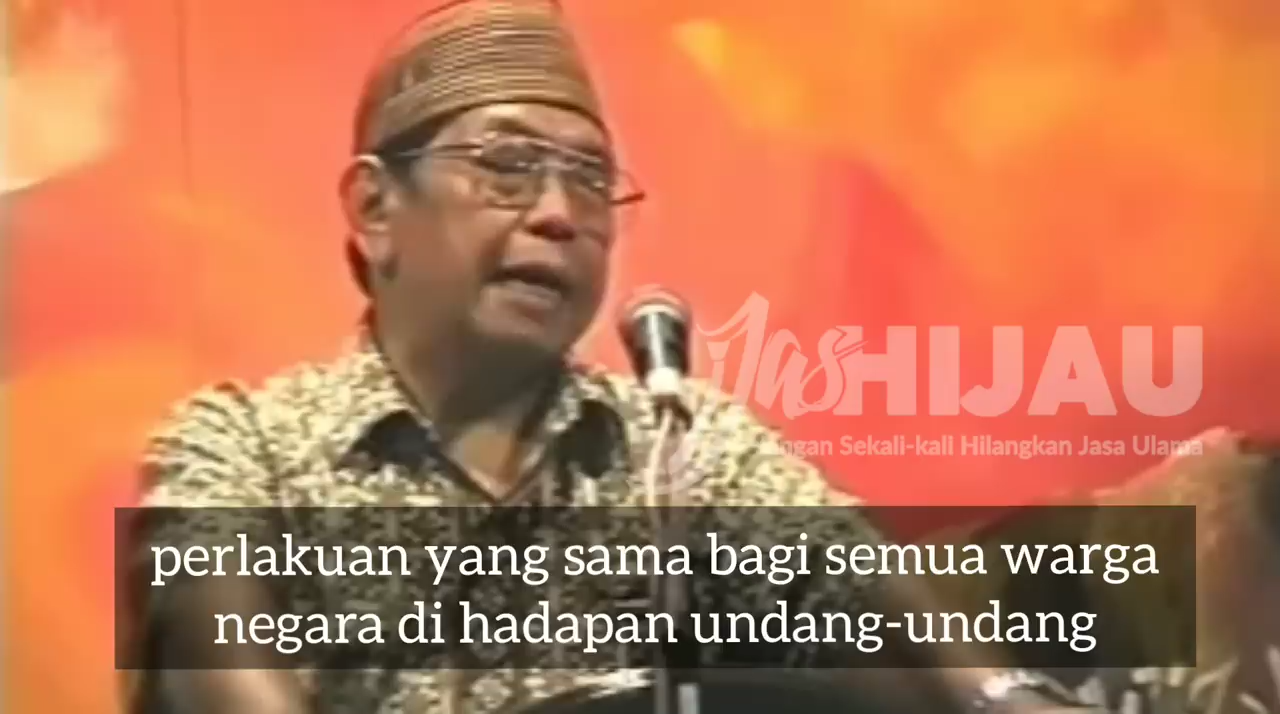 JasHIJAU
ngan Sekali-kali Hilangkan Jasa Ulama
perlakuan yang sama bagi semua warga
negara di hadapan undang-undang